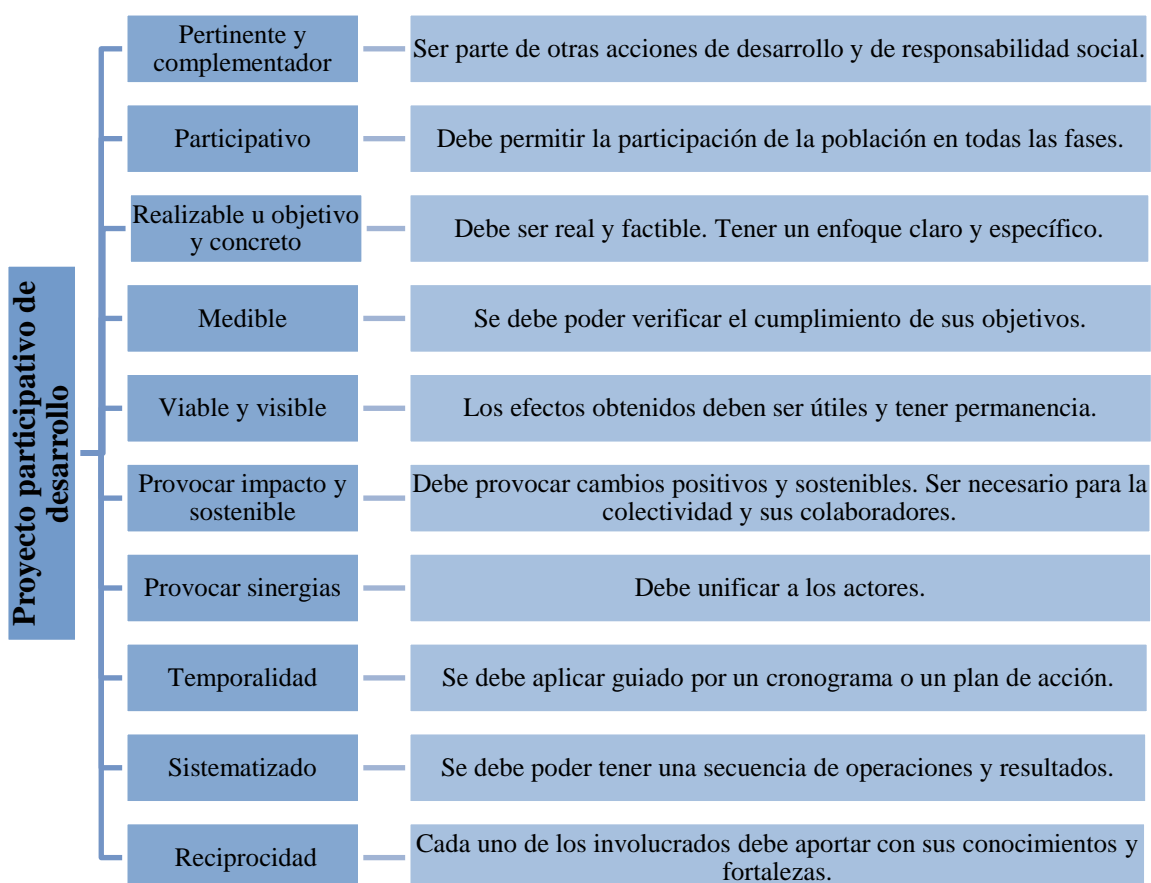 Proyecto participativo de
desarrollo
Pertinente y
complementador
Ser parte de otras acciones de desarrollo y de responsabilidad social.
Participativo
Debe permitir la participación de la población en todas las fases.
Realizable u objetivo
y concreto
Debe ser real y factible. Tener un enfoque claro y específico.
Medible
Se debe poder verificar el cumplimiento de sus objetivos.
Viable y visible
Los efectos obtenidos deben ser útiles y tener permanencia.
Provocar impacto y
sostenible
Debe provocar cambios positivos y sostenibles. Ser necesario para la
colectividad y sus colaboradores.
Provocar sinergias
Debe unificar a los actores.
Temporalidad
Se debe aplicar guiado por un cronograma o un plan de acción.
Sistematizado
Se debe poder tener una secuencia de operaciones y resultados.
Reciprocidad
Cada uno de los involucrados debe aportar con sus conocimientos y
fortalezas.